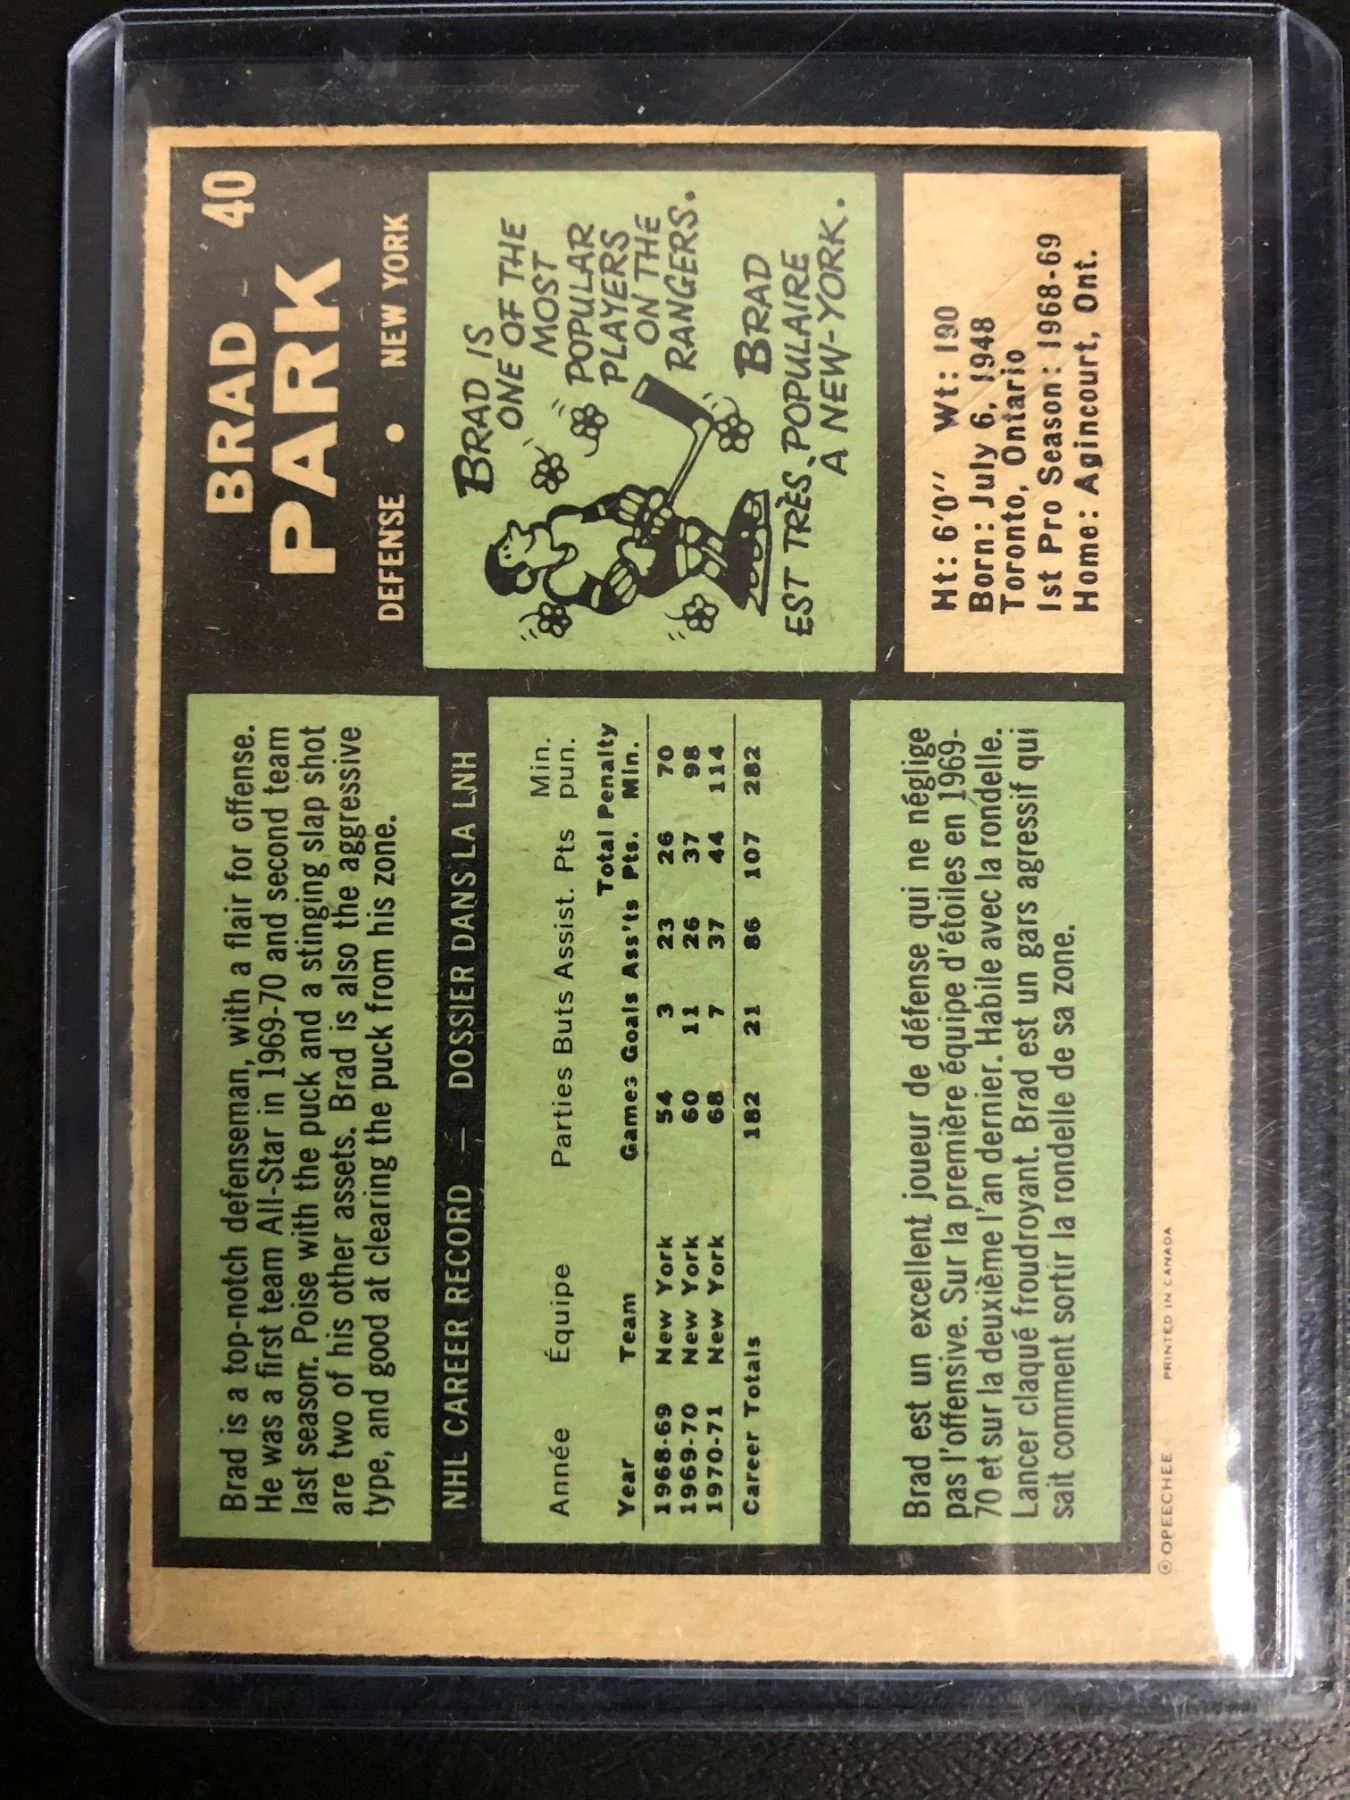 Brad is a top-notch defenseman, with a flair for offense.
He was a first team All-Star in 1969-70 and second team
last season. Poise with the puck and a stinging slap shot
are two of his other assets. Brad is also the aggressive
type, and good at clearing the puck from his zone.
BRAD 40
PARK
DEFENSE • NEW YORK
NHL CAREER RECORD — DOSSIER DANS LA LNH
Année Équipe Parties Buts Assist. Pts Min. pun.
Year Team Games Goals Ass'ts Total Pts. Penalty Min.
1968-69 New York 54 3 23 26 70
1969-70 New York 60 11 26 37 98
1970-71 New York 68 7 37 44 114
Career Totals 182 21 86 107 282
BRAD IS
ONE OF THE
MOST
POPULAR
PLAYERS
ON THE
RANGERS.
BRAD
EST TRÈS POPULAIRE
A NEW-YORK.
Brad est un excellent joueur de défense qui ne néglige
pas l'offensive. Sur la première équipe d'étoiles en 1969-
70 et sur la deuxième l'an dernier. Habile avec la rondelle.
Lancer claqué froudroyant. Brad est un gars agressif qui
sait comment sortir la rondelle de sa zone.
Ht: 6'0'' Wt: 190
Born: July 6, 1948
Toronto, Ontario
1st Pro Season: 1968-69
Home: Agincourt, Ont.
© OPEECHEE PRINTED IN CANADA